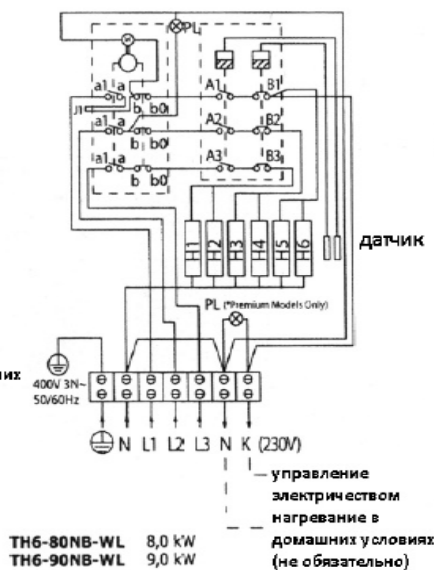 M
PL
a1 a b b0
A1
B1
Л1
a1 a b b0
A2
B2
a1 b b0
A3
B3
H1 H2 H3 H4 H5 H6
датчик
PL (*Premium Models Only)
них
400V 3N~
50/60Hz
N L1 L2 L3 N K (230V)
управление
электричеством
нагревание в
домашних условиях
(не обязательно)
TH6-80NB-WL 8,0 kW
TH6-90NB-WL 9,0 kW